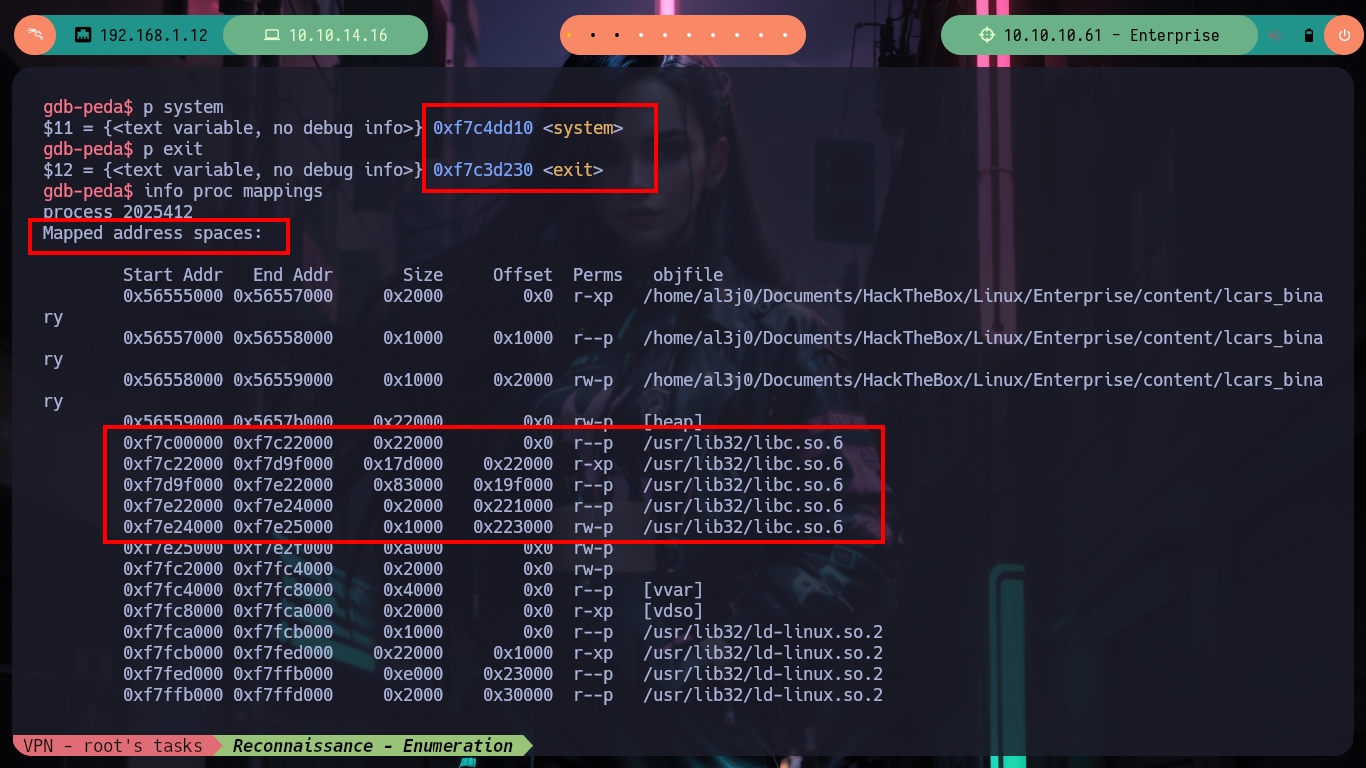 192.168.1.12 10.10.14.16 10.10.10.61 - Enterprise
gdb-peda$ p system
$11 = {<text variable, no debug info>} 0xf7c4dd10 <system>
gdb-peda$ p exit
$12 = {<text variable, no debug info>} 0xf7c3d230 <exit>
gdb-peda$ info proc mappings
process 2025412
Mapped address spaces:
Start Addr End Addr Size Offset Perms objfile
0x56555000 0x56557000 0x2000 0x0 r-xp /home/al3j0/Documents/HackTheBox/Linux/Enterprise/content/lcars_bina
ry
0x56557000 0x56558000 0x1000 0x1000 r--p /home/al3j0/Documents/HackTheBox/Linux/Enterprise/content/lcars_bina
ry
0x56558000 0x56559000 0x1000 0x2000 rw-p /home/al3j0/Documents/HackTheBox/Linux/Enterprise/content/lcars_bina
ry
0x56559000 0x5657b000 0x22000 0x0 rw-p [heap]
0xf7c00000 0xf7c22000 0x22000 0x0 r--p /usr/lib32/libc.so.6
0xf7c22000 0xf7d9f000 0x17d000 0x22000 r-xp /usr/lib32/libc.so.6
0xf7d9f000 0xf7e22000 0x83000 0x19f000 r--p /usr/lib32/libc.so.6
0xf7e22000 0xf7e24000 0x2000 0x221000 r--p /usr/lib32/libc.so.6
0xf7e24000 0xf7e25000 0x1000 0x223000 rw-p /usr/lib32/libc.so.6
0xf7e25000 0xf7e2f000 0xa000 0x0 rw-p
0xf7fc2000 0xf7fc4000 0x2000 0x0 rw-p
0xf7fc4000 0xf7fc8000 0x4000 0x0 r--p [vvar]
0xf7fc8000 0xf7fca000 0x2000 0x0 r-xp [vdso]
0xf7fca000 0xf7fcb000 0x1000 0x0 r--p /usr/lib32/ld-linux.so.2
0xf7fcb000 0xf7fed000 0x22000 0x1000 r-xp /usr/lib32/ld-linux.so.2
0xf7fed000 0xf7ffb000 0xe000 0x23000 r--p /usr/lib32/ld-linux.so.2
0xf7ffb000 0xf7ffd000 0x2000 0x30000 r--p /usr/lib32/ld-linux.so.2
VPN - root's tasks Reconnaissance - Enumeration